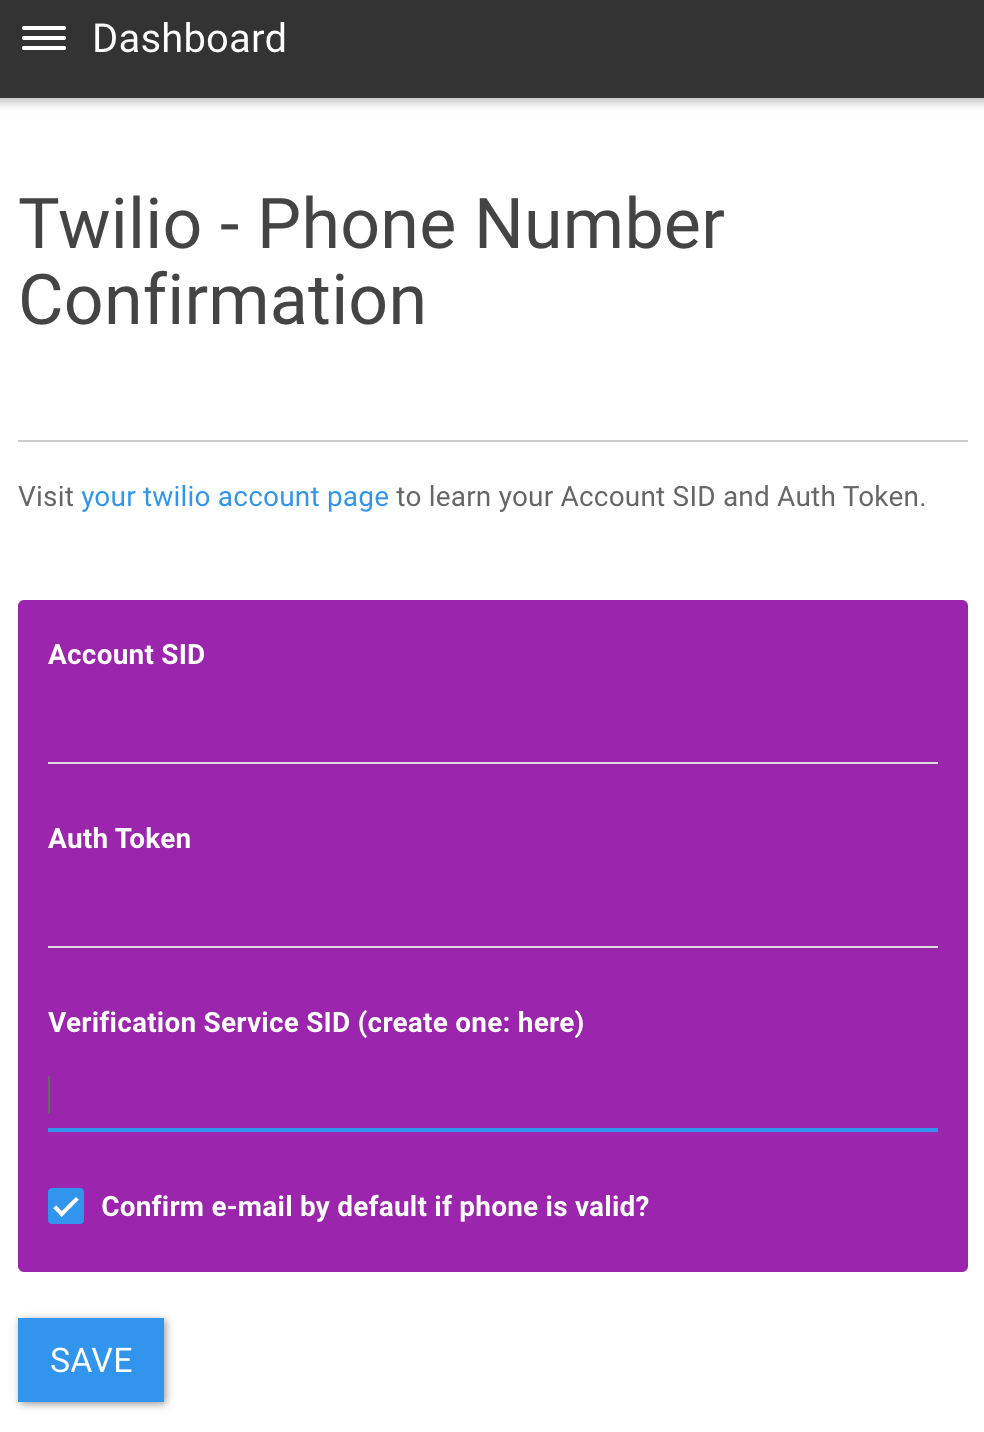 Dashboard
Twilio - Phone Number
Confirmation
Visit your twilio account page to learn your Account SID and Auth Token.
Account SID
Auth Token
Verification Service SID (create one: here)
Confirm e-mail by default if phone is valid?
SAVE